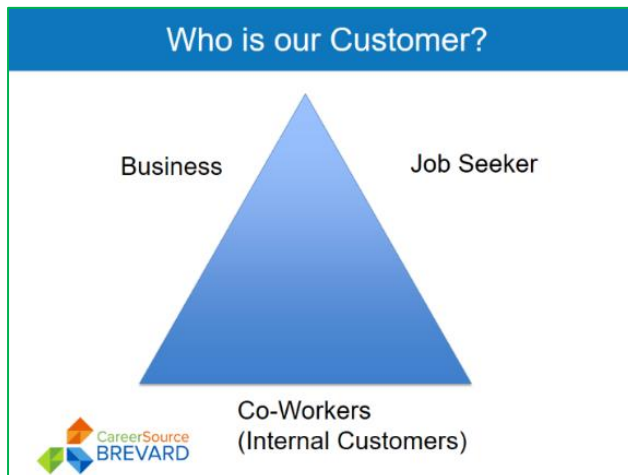 Who is our Customer?
Business
Job Seeker
Co-Workers
(Internal Customers)
CareerSource
BREVARD